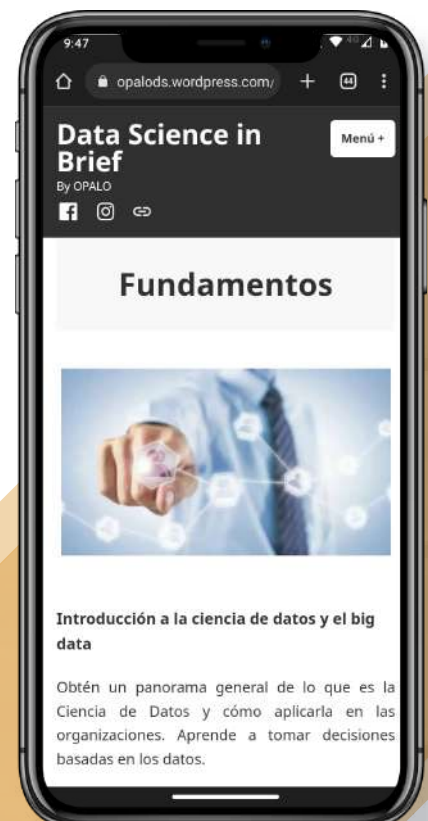 9:47
4G
opalods.wordpress.com/
44
Data Science in
Brief
Menú +
By OPALO
Fundamentos
Introducción a la ciencia de datos y el big
data
Obtén un panorama general de lo que es la
Ciencia de Datos y cómo aplicarla en las
organizaciones. Aprende a tomar decisiones
basadas en los datos.